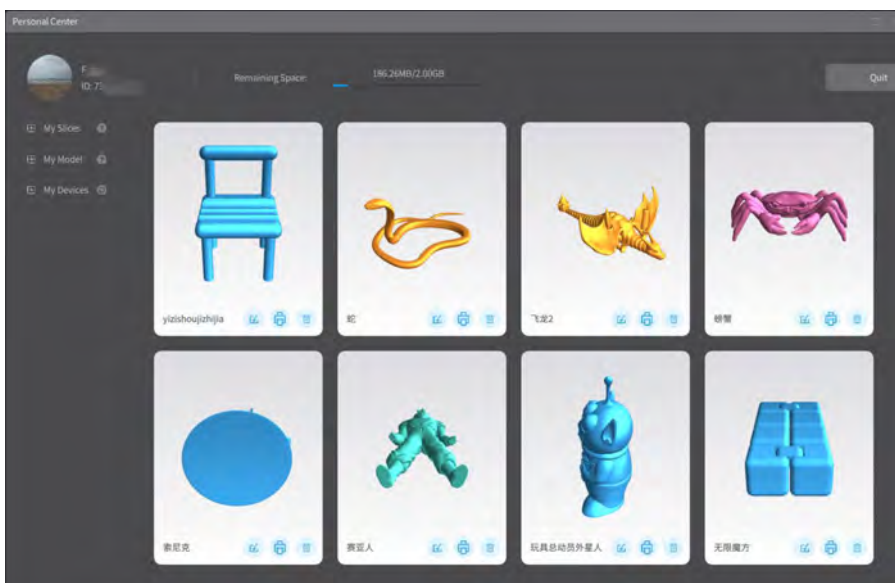 Personal Center
ID: 7
Remaining Space:
186.26MB/2.00GB
Quit
My Slices
My Model
My Devices
yizishoujizhijia
蛇
飞龙2
螃蟹
索尼克
赛亚人
玩具总动员外星人
无限魔方